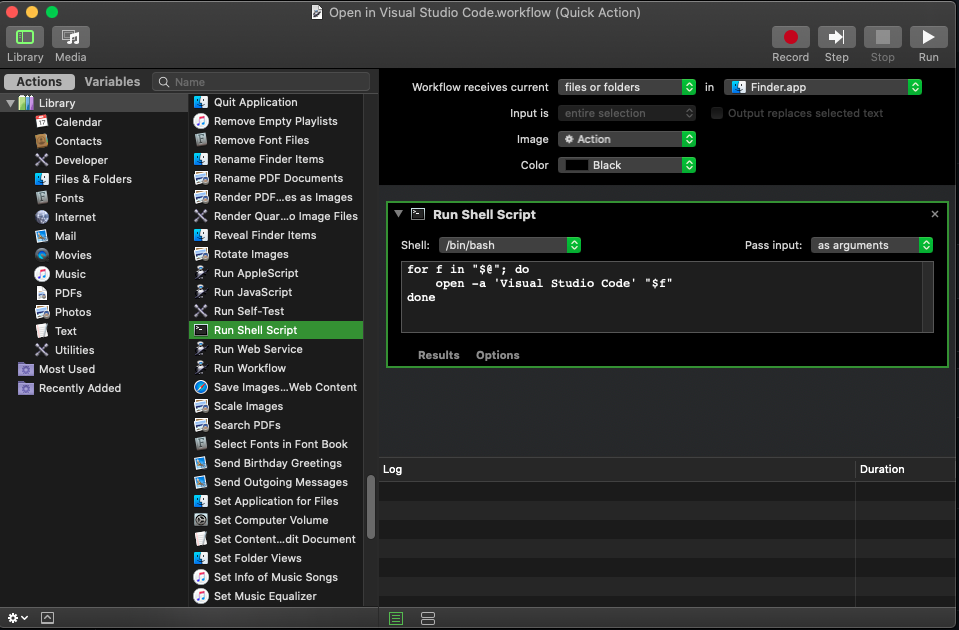 Open in Visual Studio Code.workflow (Quick Action)
Library
Media
Record
Step
Stop
Run
Actions
Variables
Name
Library
Calendar
Contacts
Developer
Files & Folders
Fonts
Internet
Mail
Movies
Music
PDFs
Photos
Text
Utilities
Most Used
Recently Added
Quit Application
Remove Empty Playlists
Remove Font Files
Rename Finder Items
Rename PDF Documents
Render PDF...es as Images
Render Quar...o Image Files
Reveal Finder Items
Rotate Images
Run AppleScript
Run JavaScript
Run Self-Test
Run Shell Script
Run Web Service
Run Workflow
Save Images...Web Content
Scale Images
Search PDFs
Select Fonts in Font Book
Send Birthday Greetings
Send Outgoing Messages
Set Application for Files
Set Computer Volume
Set Content...dit Document
Set Folder Views
Set Info of Music Songs
Set Music Equalizer
Workflow receives current files or folders in Finder.app
Input is entire selection Output replaces selected text
Image Action
Color Black
Run Shell Script
Shell: /bin/bash Pass input: as arguments
for f in "$@"; do
    open -a 'Visual Studio Code' "$f"
done
Results Options
Log Duration